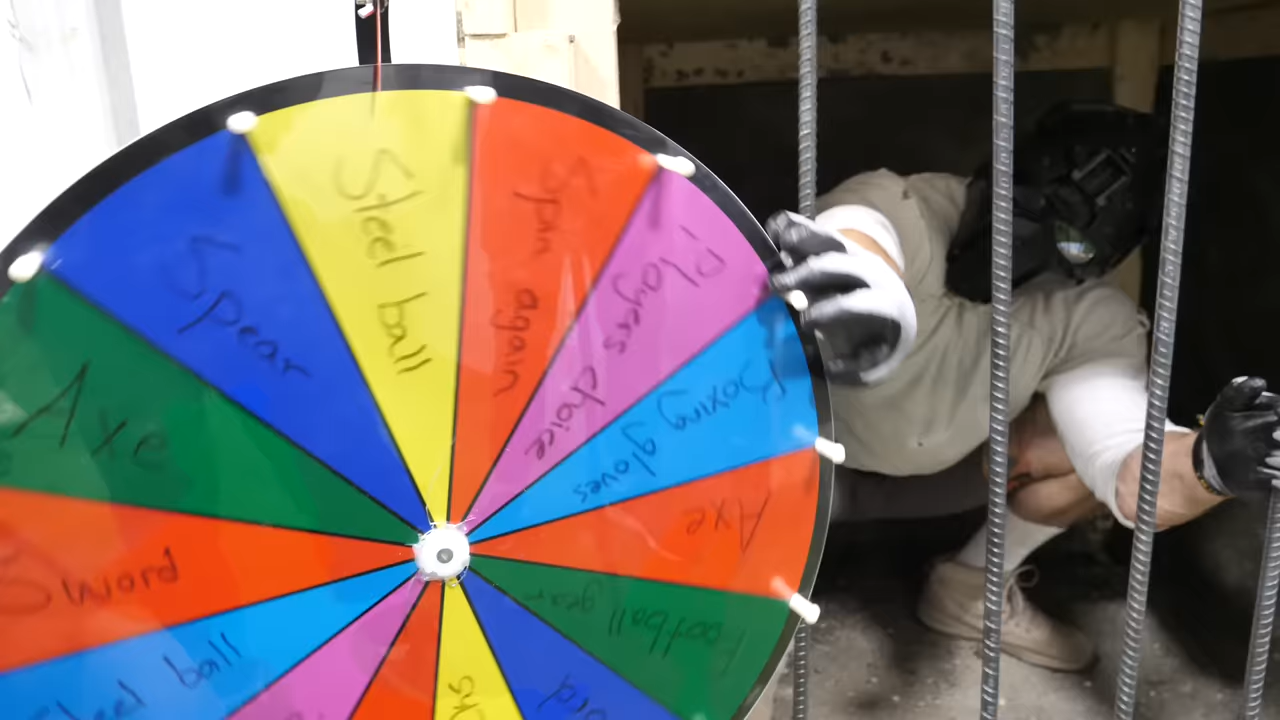 Steel ball
Spin again
Players choice
Boxing gloves
Axe
Football gear
Spear
Axe
Sword
Steel ball